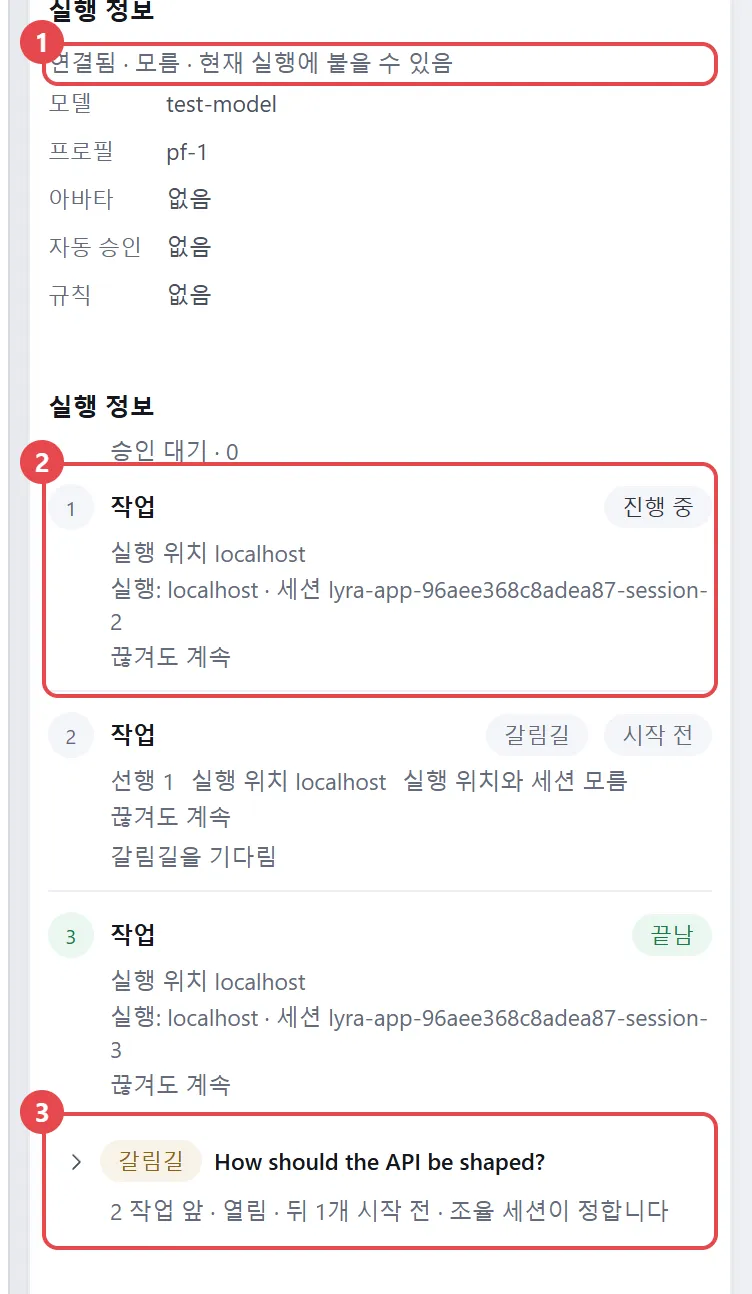 실행 정보
1
연결됨 · 모름 · 현재 실행에 붙을 수 있음
모델 test-model
프로필 pf-1
아바타 없음
자동 승인 없음
규칙 없음
실행 정보
승인 대기 · 0
2
1 작업 진행 중
실행 위치 localhost
실행: localhost · 세션 lyra-app-96aee368c8adea87-session-
2
끊겨도 계속
2 작업 갈림길 시작 전
선행 1 실행 위치 localhost 실행 위치와 세션 모름
끊겨도 계속
갈림길을 기다림
3 작업 끝남
실행 위치 localhost
실행: localhost · 세션 lyra-app-96aee368c8adea87-session-
3
끊겨도 계속
3
갈림길 How should the API be shaped?
2 작업 앞 · 열림 · 뒤 1개 시작 전 · 조율 세션이 정합니다